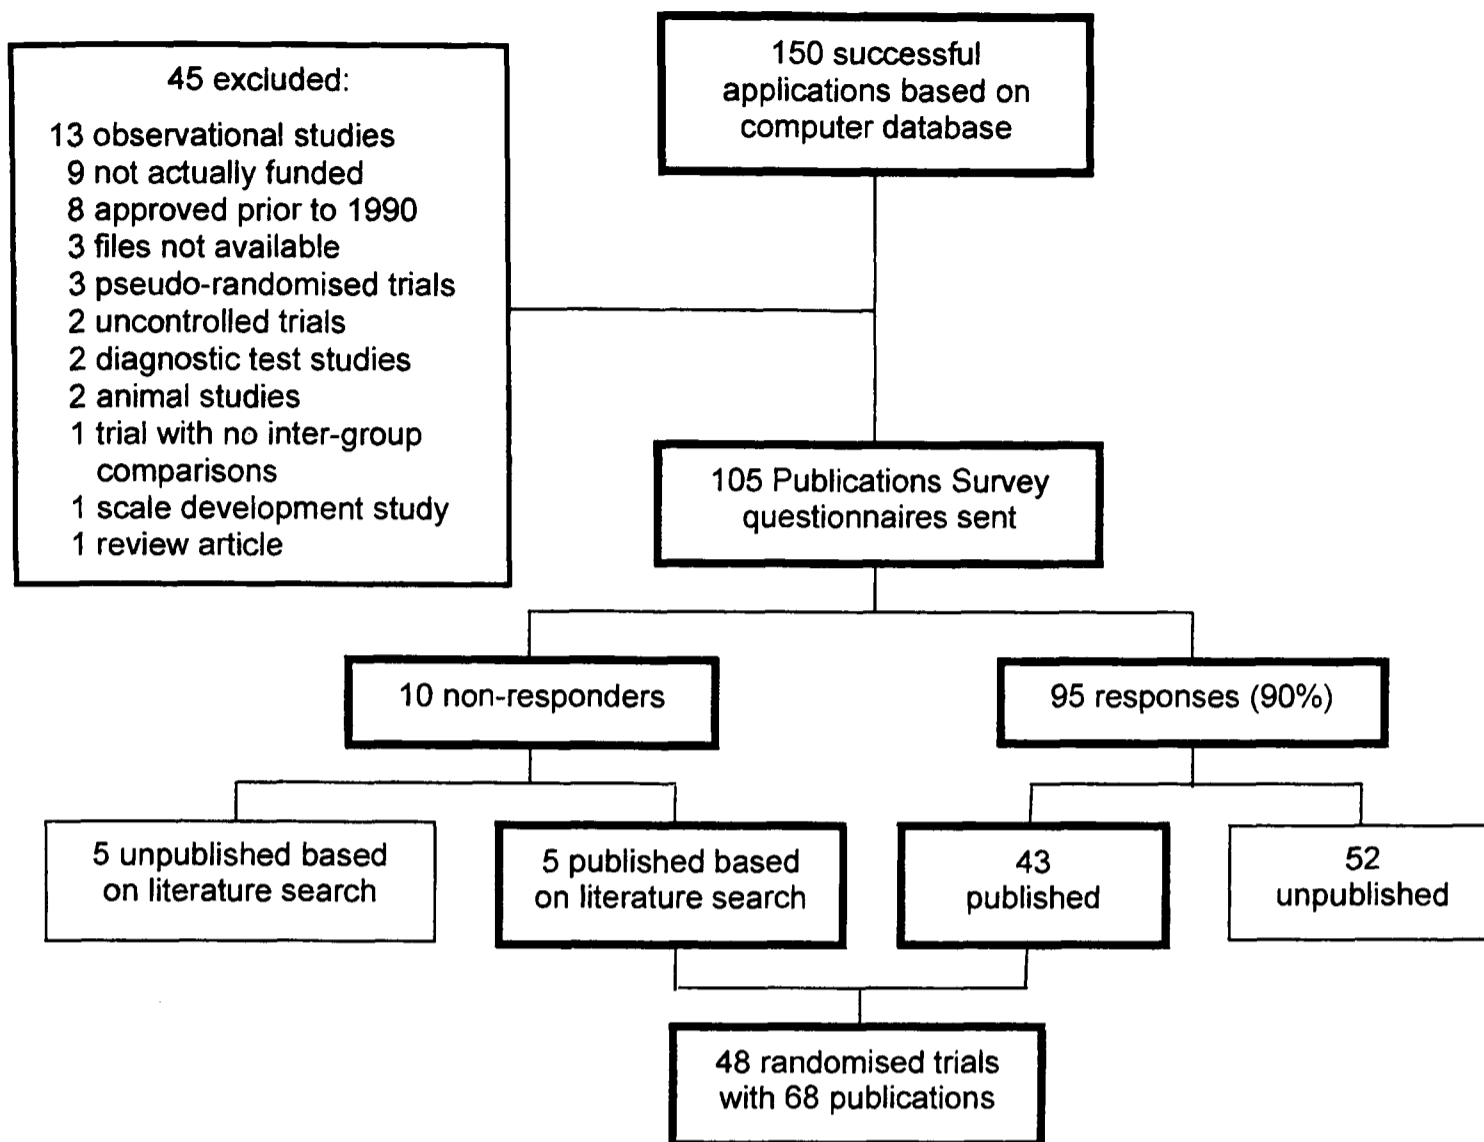 150 successful
applications based on
computer database
45 excluded:
13 observational studies
9 not actually funded
8 approved prior to 1990
3 files not available
3 pseudo-randomised trials
2 uncontrolled trials
2 diagnostic test studies
2 animal studies
1 trial with no inter-group
comparisons
1 scale development study
1 review article
105 Publications Survey
questionnaires sent
10 non-responders
95 responses (90%)
5 unpublished based
on literature search
5 published based
on literature search
43
published
52
unpublished
48 randomised trials
with 68 publications